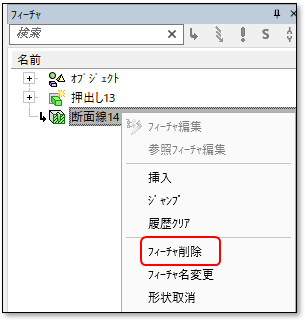 フィーチャ
検索
S
名前
オブジェクト
押出し13
断面線14
フィーチャ編集
参照フィーチャ編集
挿入
ジャンプ
履歴クリア
フィーチャ削除
フィーチャ名変更
形状取消